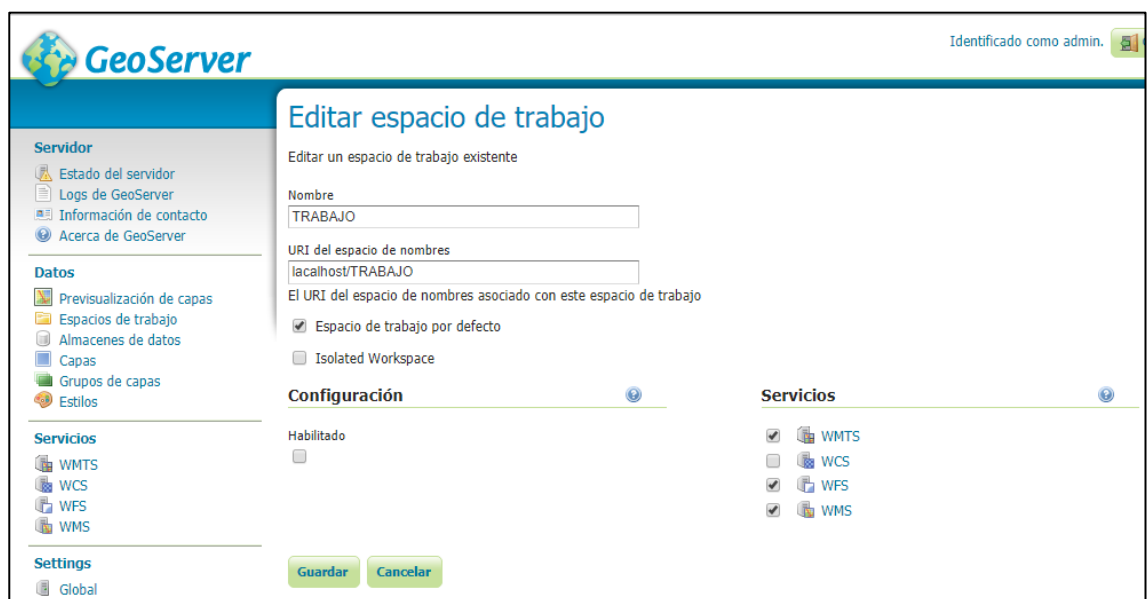 GeoServer
Identificado como admin.
Editar espacio de trabajo
Editar un espacio de trabajo existente
Servidor
Estado del servidor
Logs de GeoServer
Información de contacto
Acerca de GeoServer
Datos
Previsualización de capas
Espacios de trabajo
Almacenes de datos
Capas
Grupos de capas
Estilos
Servicios
WMTS
WCS
WFS
WMS
Settings
Global
Nombre
TRABAJO
URI del espacio de nombres
lacalhost/TRABAJO
El URI del espacio de nombres asociado con este espacio de trabajo
Espacio de trabajo por defecto
Isolated Workspace
Configuración
Habilitado
Servicios
WMTS
WCS
WFS
WMS
Guardar
Cancelar